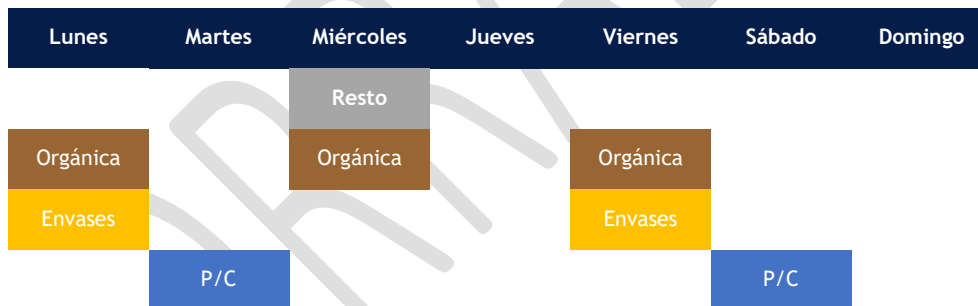 Lunes Martes Miércoles Jueves Viernes Sábado Domingo
Resto
Orgánica Orgánica Orgánica
Envases Envases
P/C P/C